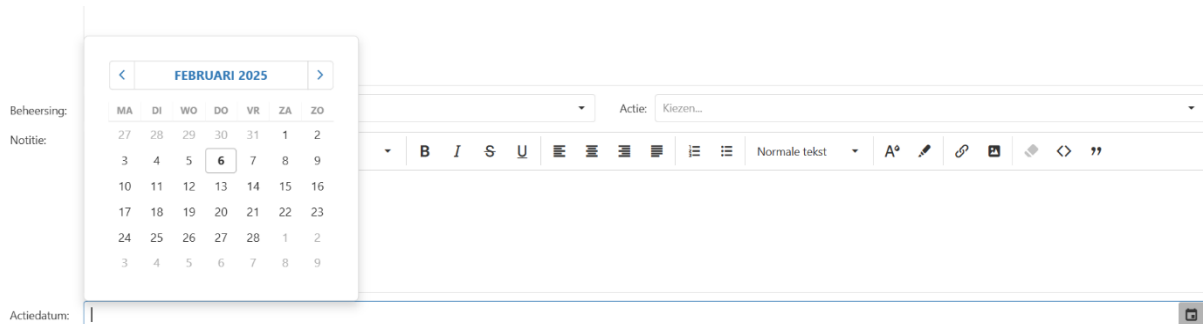 FEBRUARI 2025
MA DI WO DO VR ZA ZO
27 28 29 30 31 1 2
3 4 5 6 7 8 9
10 11 12 13 14 15 16
17 18 19 20 21 22 23
24 25 26 27 28 1 2
3 4 5 6 7 8 9
Beheersing: Actie: Kiezen...
Notitie: B I S U Normale tekst
Actiedatum: